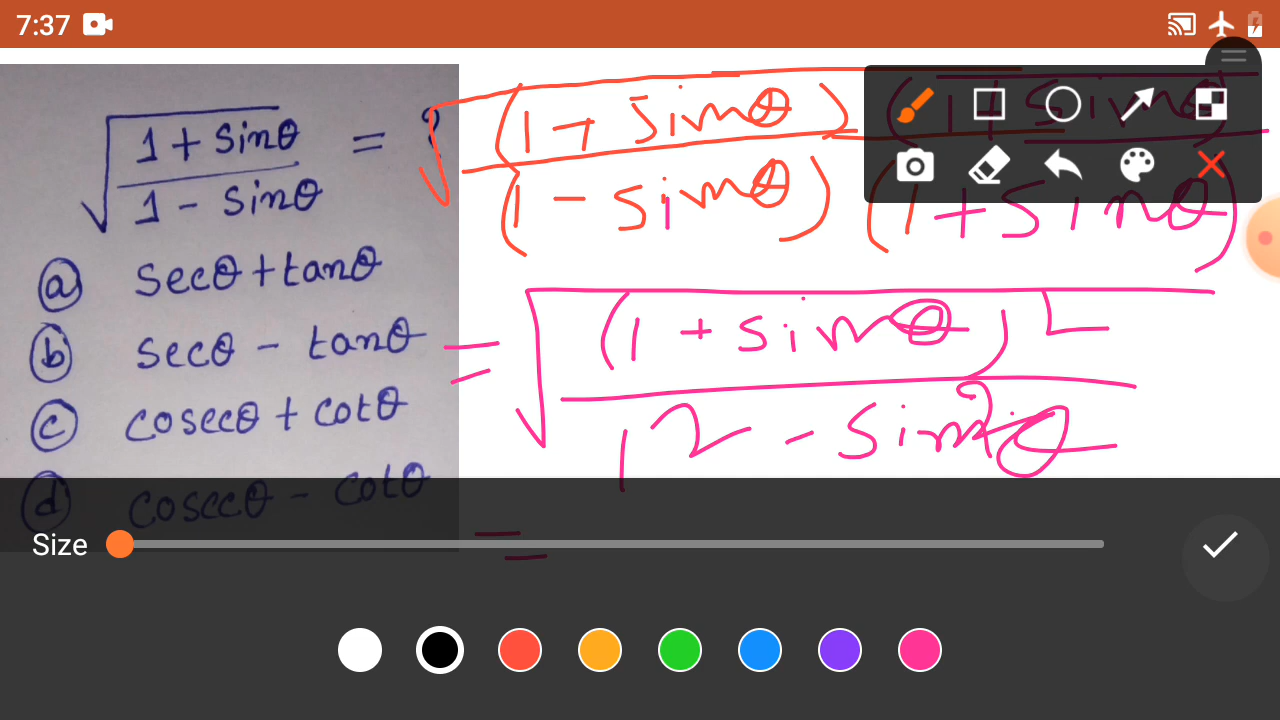 7:37
√(1 + sinθ / 1 - sinθ) = ?
ⓐ secθ + tanθ
ⓑ secθ - tanθ
ⓒ cosecθ + cotθ
ⓓ cosecθ - cotθ
√((1 + sinθ) (1 + sinθ) / (1 - sinθ) (1 + sinθ))
= √((1 + sinθ)² / 1² - sin²θ)
=
Size